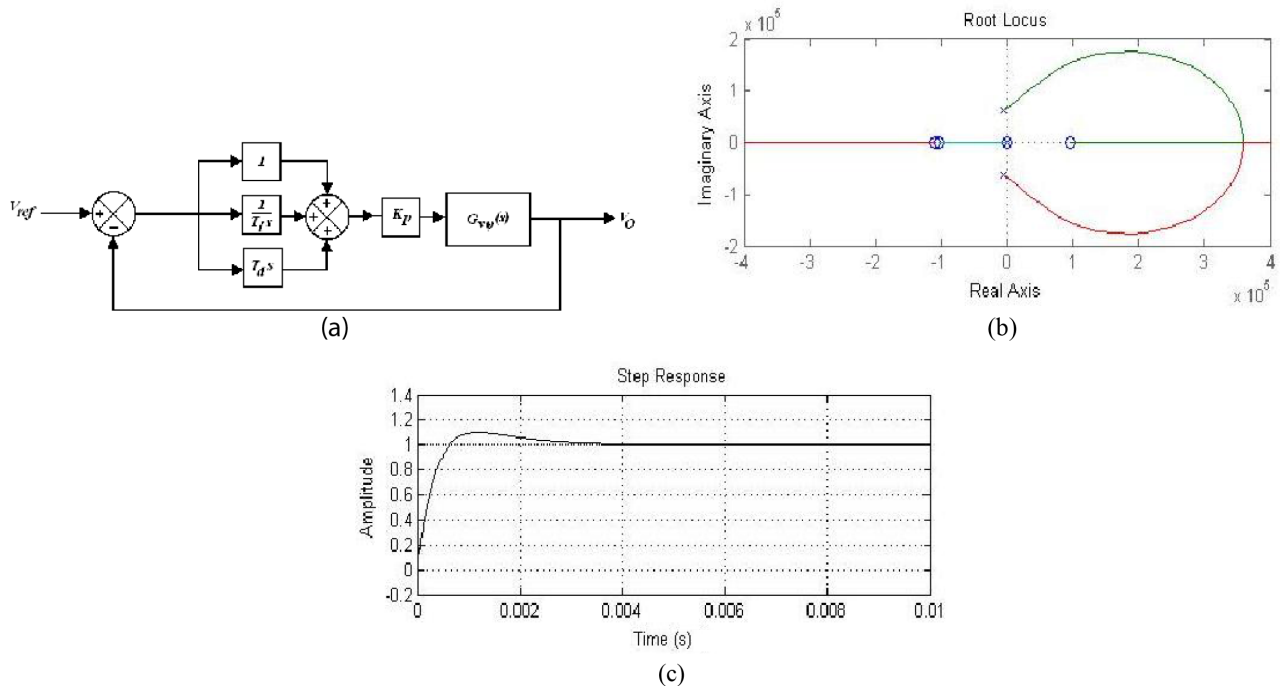 V_ref
+
−
1
1
T_i s
T_d s
+
+
+
K_p
G_vv(s)
V_O
(a)
Root Locus
x 10^5
2
1
0
-1
-2
Imaginary Axis
-4 -3 -2 -1 0 1 2 3 4
Real Axis
x 10^5
(b)
Step Response
1.4
1.2
1
0.8
0.6
0.4
0.2
0
-0.2
Amplitude
0 0.002 0.004 0.006 0.008 0.01
Time (s)
(c)